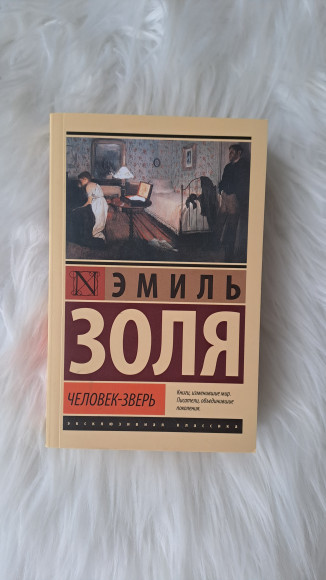 N ЭМИЛЬ
ЗОЛЯ
ЧЕЛОВЕК-ЗВЕРЬ
Книги, изменившие мир.
Писатели, объединившие
поколения.
ЭКСКЛЮЗИВНАЯ КЛАССИКА